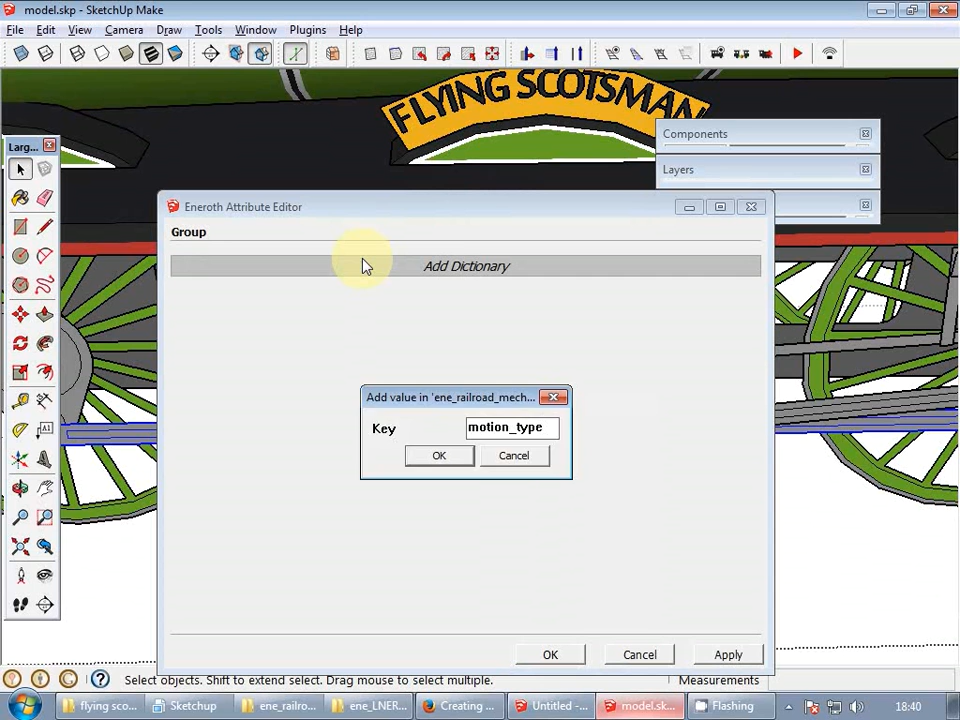 model.skp - SketchUp Make
File Edit View Camera Draw Tools Window Plugins Help
FLYING SCOTSMAN
Components
Layers
Larg...
Eneroth Attribute Editor
Group
Add Dictionary
Add value in 'ene_railroad_mech...
Key motion_type
OK Cancel
OK Cancel Apply
Select objects. Shift to extend select. Drag mouse to select multiple. Measurements
flying sco... Sketchup ene_railro... ene_LNER... Creating ... Untitled -... model.sk... Flashing 18:40